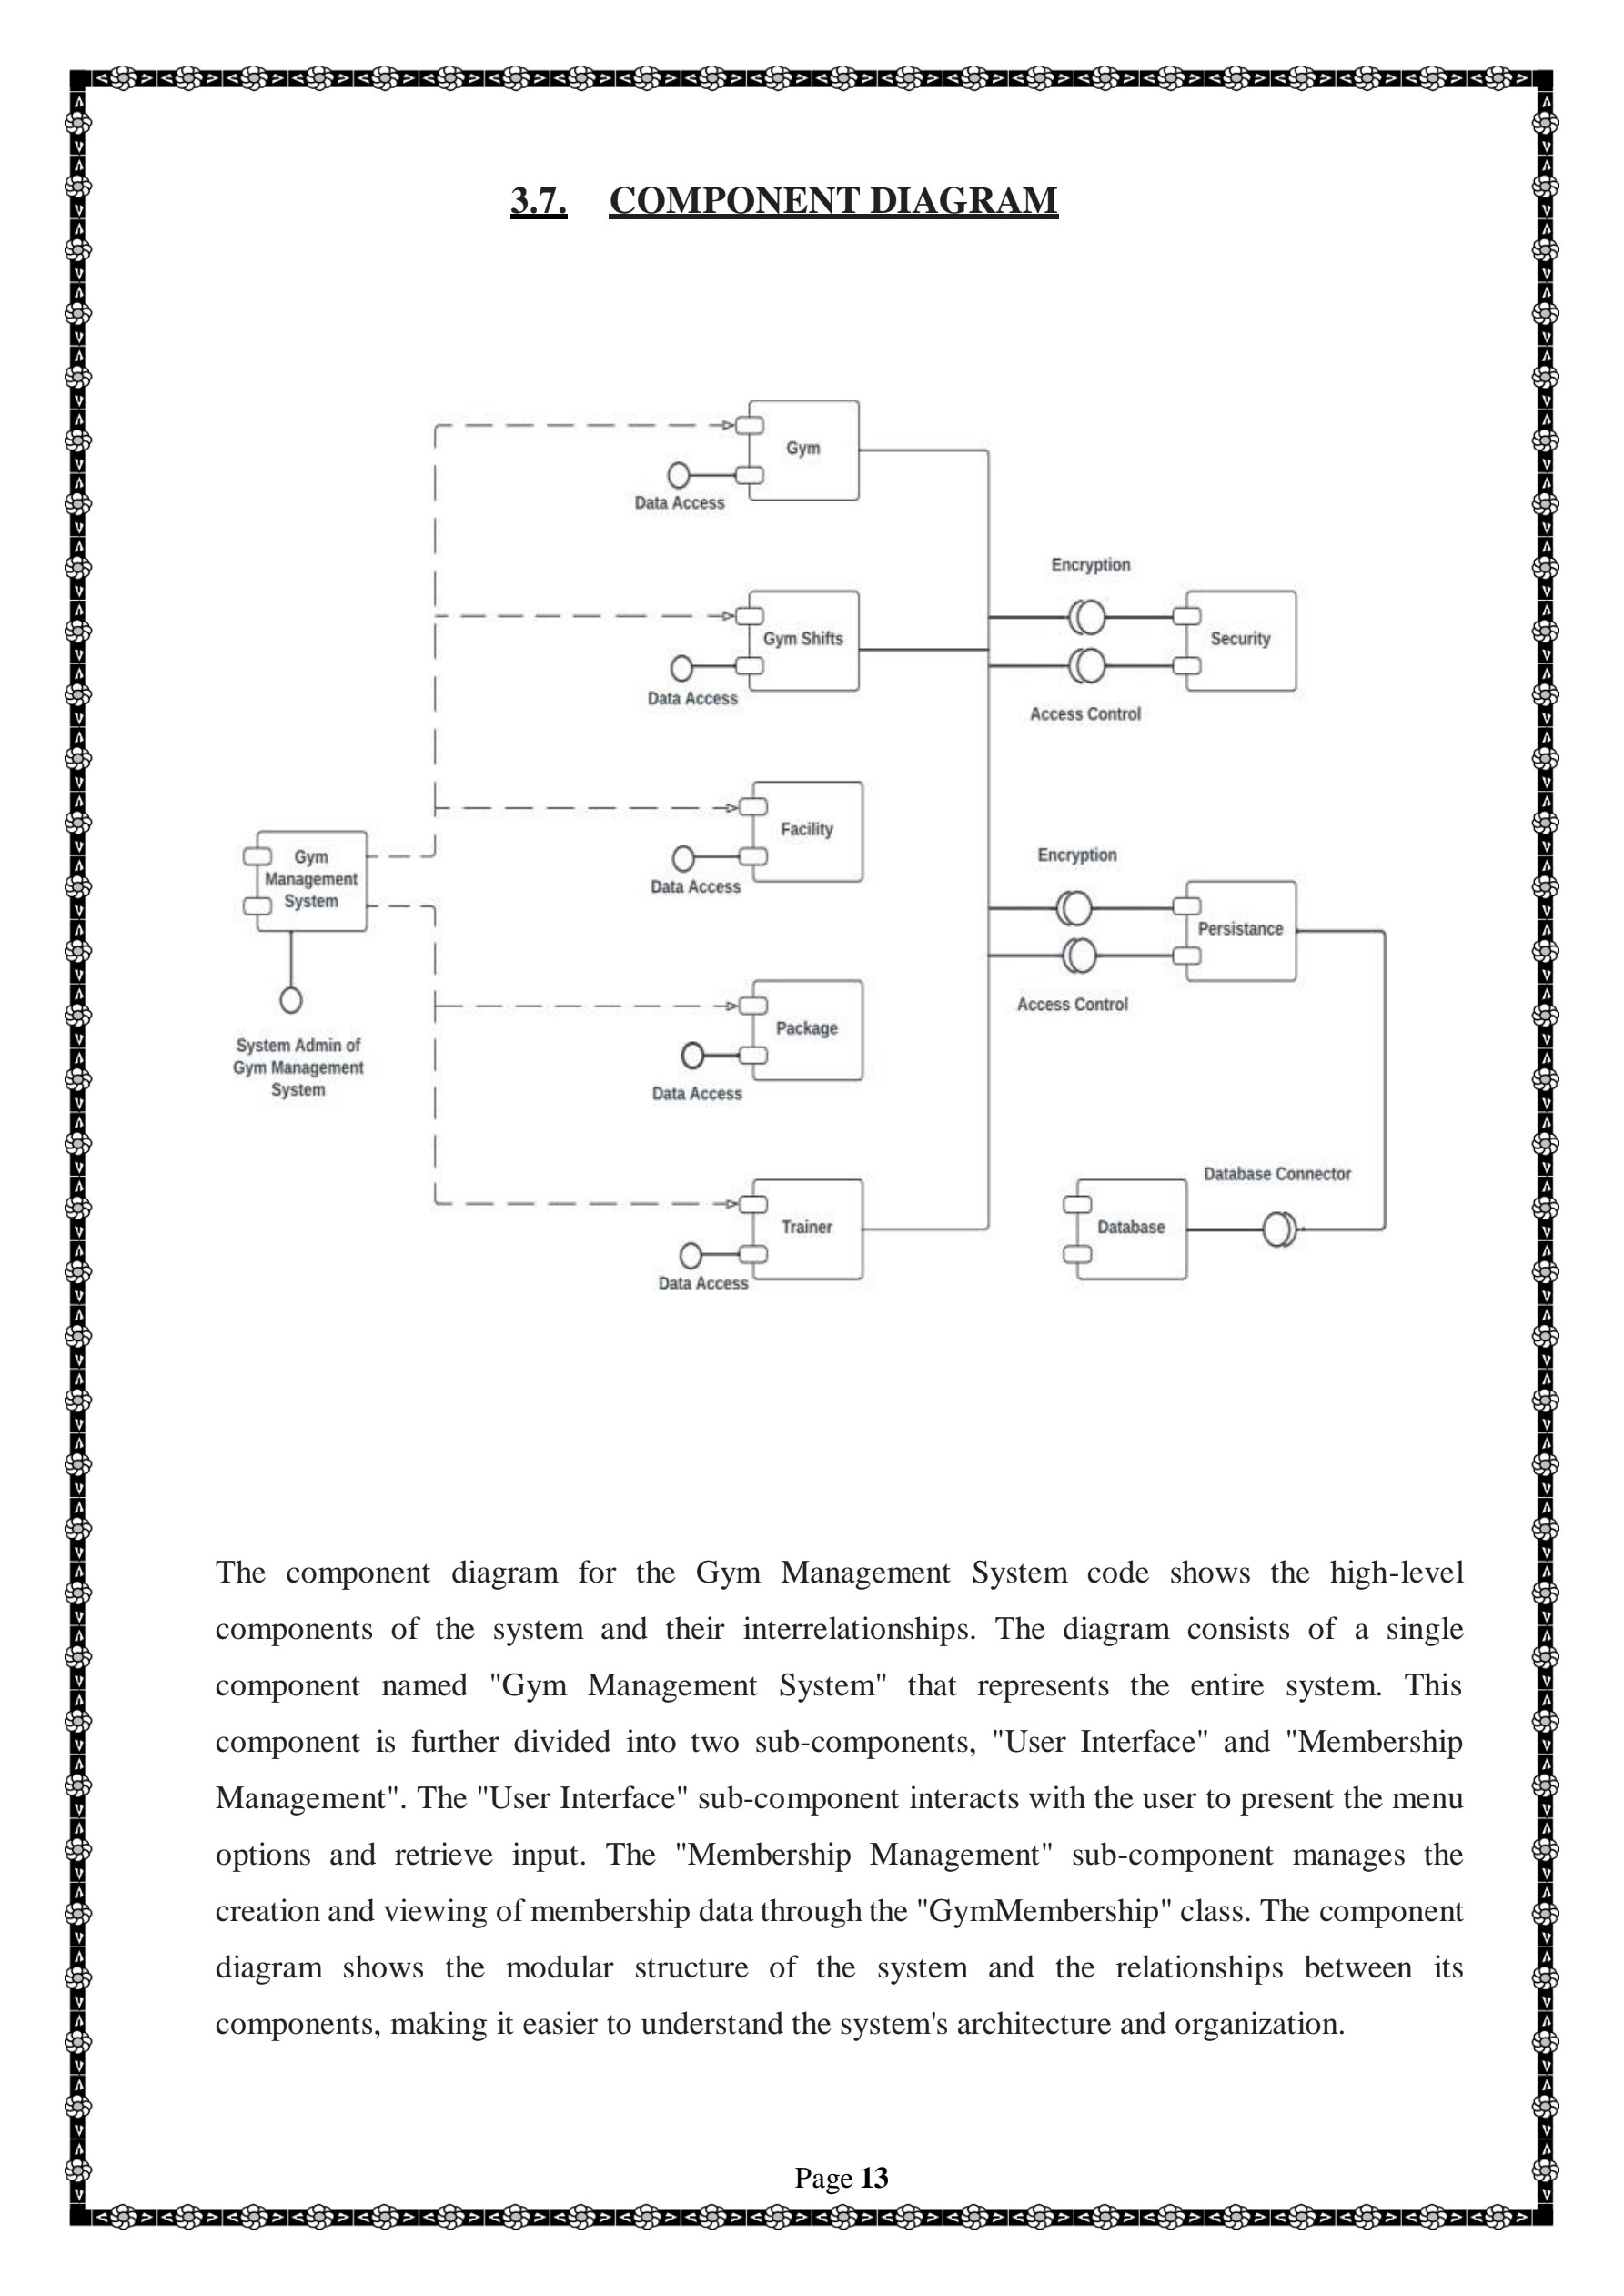 3.7. COMPONENT DIAGRAM
Gym
Data Access
Encryption
Gym Shifts
Security
Data Access
Access Control
Facility
Gym
Management
System
Data Access
Encryption
Persistance
Package
Access Control
System Admin of
Gym Management
System
Data Access
Database Connector
Trainer
Database
Data Access
The component diagram for the Gym Management System code shows the high-level
components of the system and their interrelationships. The diagram consists of a single
component named "Gym Management System" that represents the entire system. This
component is further divided into two sub-components, "User Interface" and "Membership
Management". The "User Interface" sub-component interacts with the user to present the menu
options and retrieve input. The "Membership Management" sub-component manages the
creation and viewing of membership data through the "GymMembership" class. The component
diagram shows the modular structure of the system and the relationships between its
components, making it easier to understand the system's architecture and organization.
Page 13